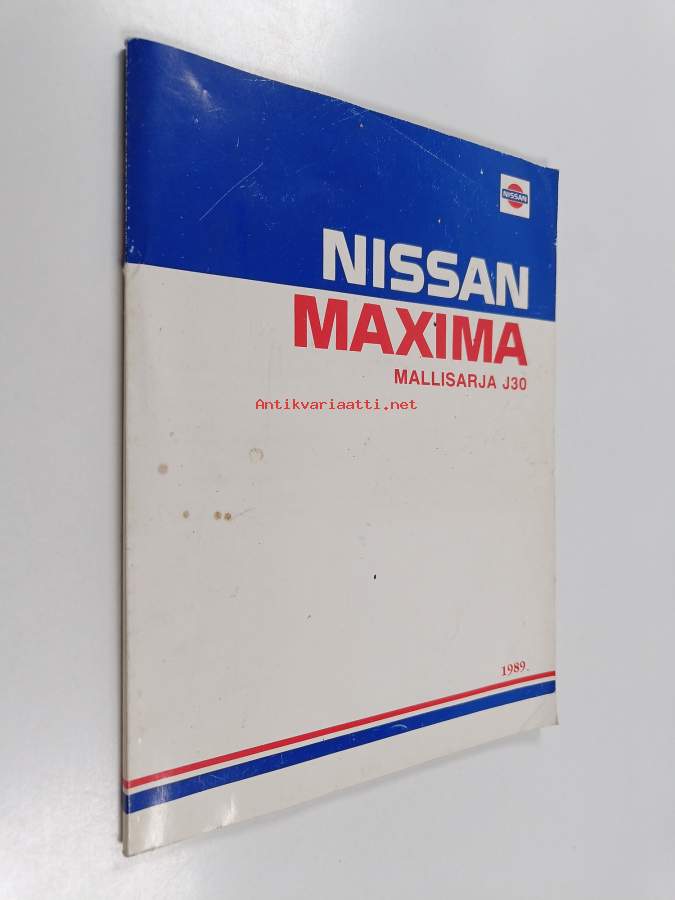 NISSAN
NISSAN
MAXIMA
MALLISARJA J30
Antikvariaatti.net
1989.